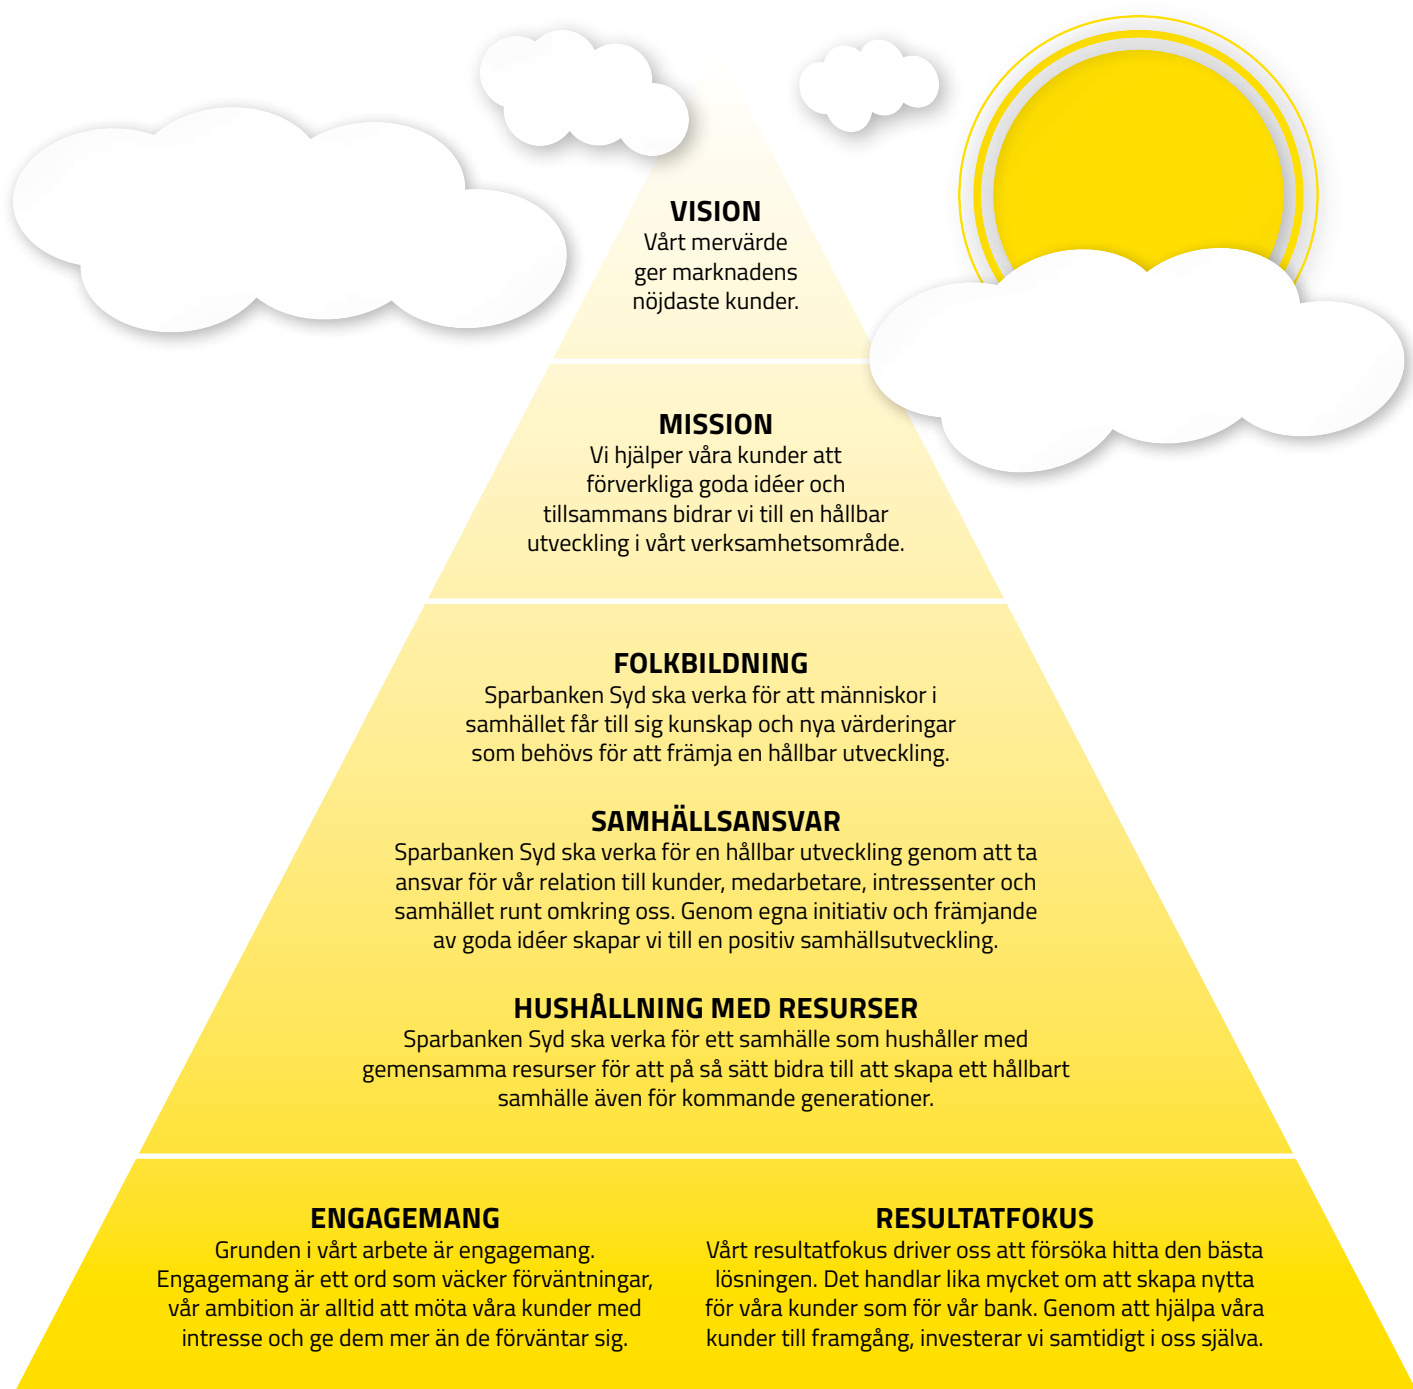 VISION
Vårt mervärde
ger marknadens
nöjdaste kunder.
MISSION
Vi hjälper våra kunder att
förverkliga goda idéer och
tillsammans bidrar vi till en hållbar
utveckling i vårt verksamhetsområde.
FOLKBILDNING
Sparbanken Syd ska verka för att människor i
samhället får till sig kunskap och nya värderingar
som behövs för att främja en hållbar utveckling.
SAMHÄLLSANSVAR
Sparbanken Syd ska verka för en hållbar utveckling genom att ta
ansvar för vår relation till kunder, medarbetare, intressenter och
samhället runt omkring oss. Genom egna initiativ och främjande
av goda idéer skapar vi till en positiv samhällsutveckling.
HUSHÅLLNING MED RESURSER
Sparbanken Syd ska verka för ett samhälle som hushåller med
gemensamma resurser för att på så sätt bidra till att skapa ett hållbart
samhälle även för kommande generationer.
ENGAGEMANG
Grunden i vårt arbete är engagemang.
Engagemang är ett ord som väcker förväntningar,
vår ambition är alltid att möta våra kunder med
intresse och ge dem mer än de förväntar sig.
RESULTATFOKUS
Vårt resultatfokus driver oss att försöka hitta den bästa
lösningen. Det handlar lika mycket om att skapa nytta
för våra kunder som för vår bank. Genom att hjälpa våra
kunder till framgång, investerar vi samtidigt i oss själva.